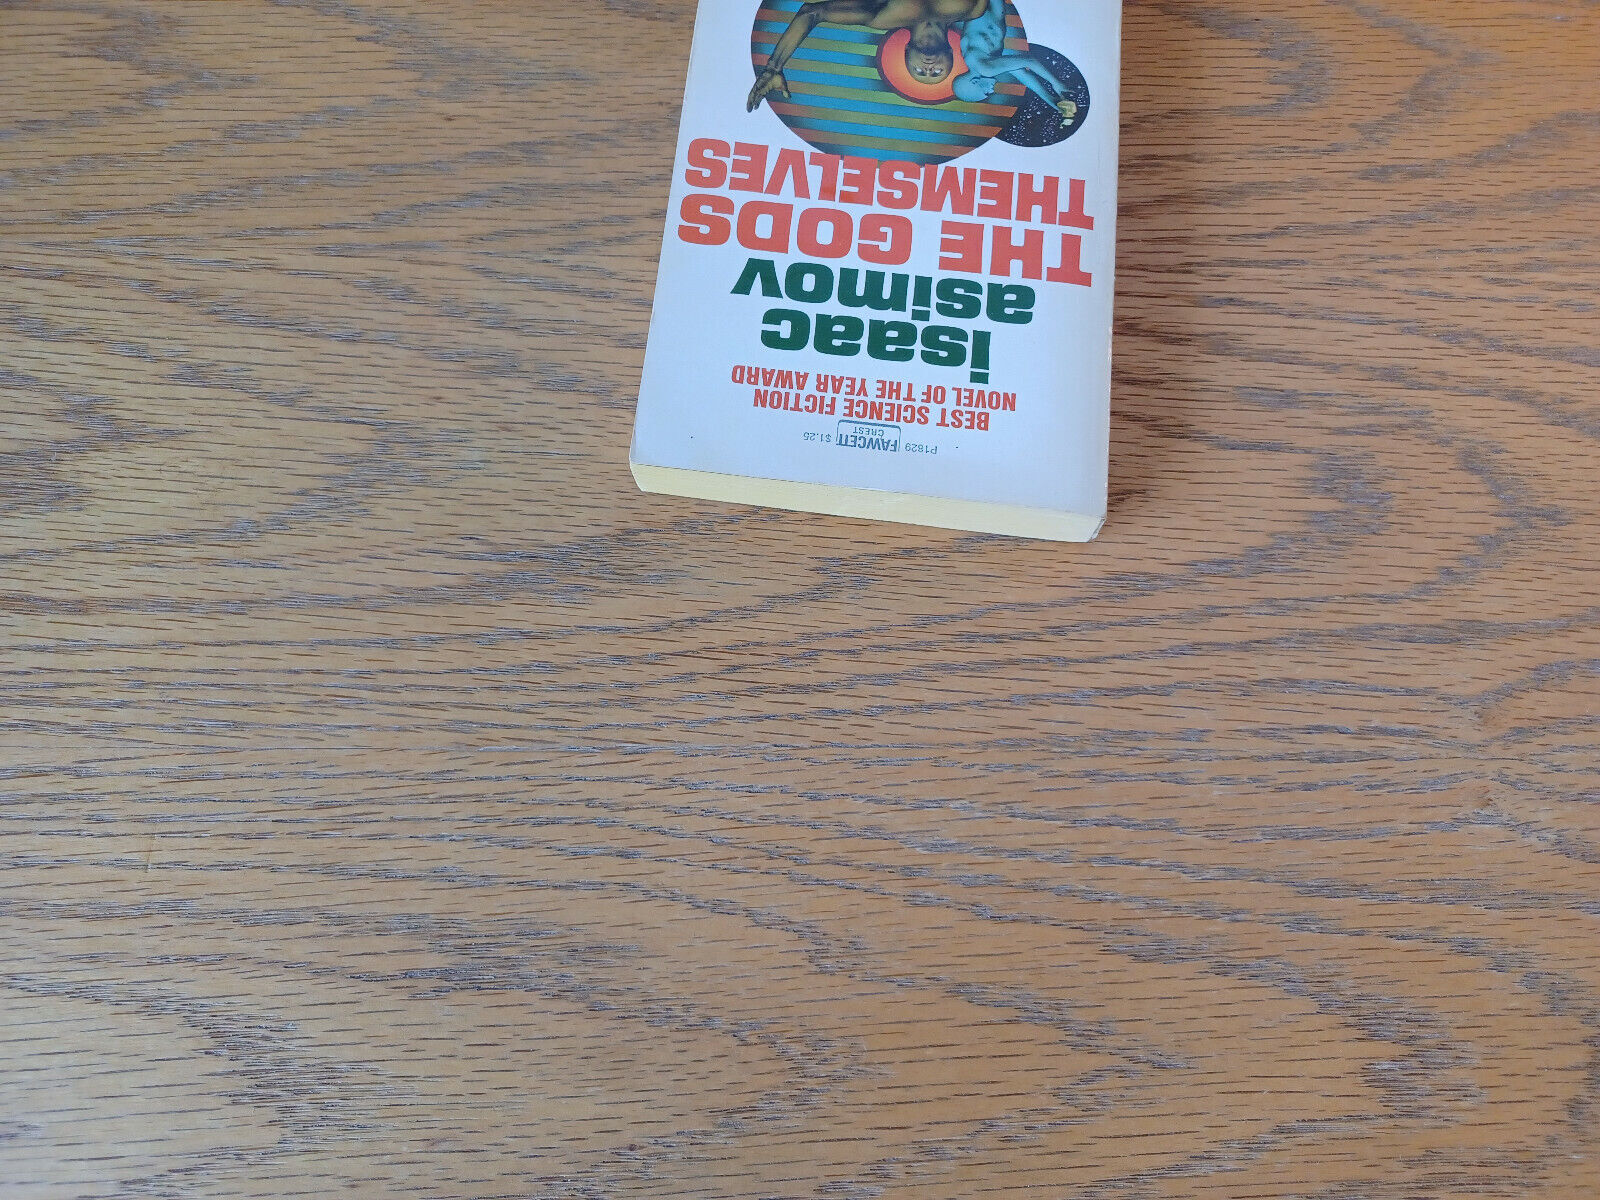 P1829 FAWCETT CREST $1.25
BEST SCIENCE FICTION
NOVEL OF THE YEAR AWARD
isaac
asimov
THE GODS
THEMSELVES